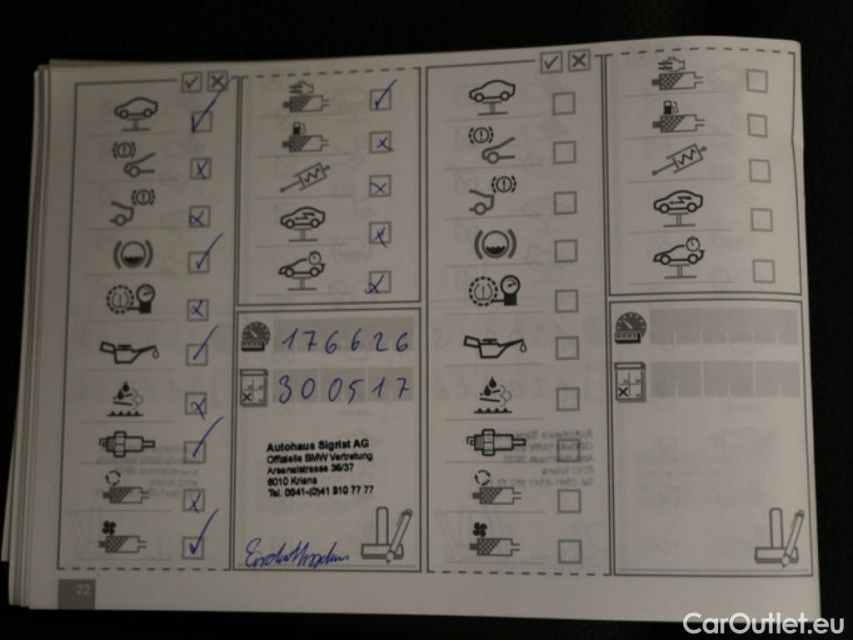 176626
300517
Autohaus Sigrist AG
Offizielle BMW Vertretung
Arsenalstrasse 36/37
6010 Kriens
Tel. 0041-(0)41 310 77 77
22
CarOutlet.eu